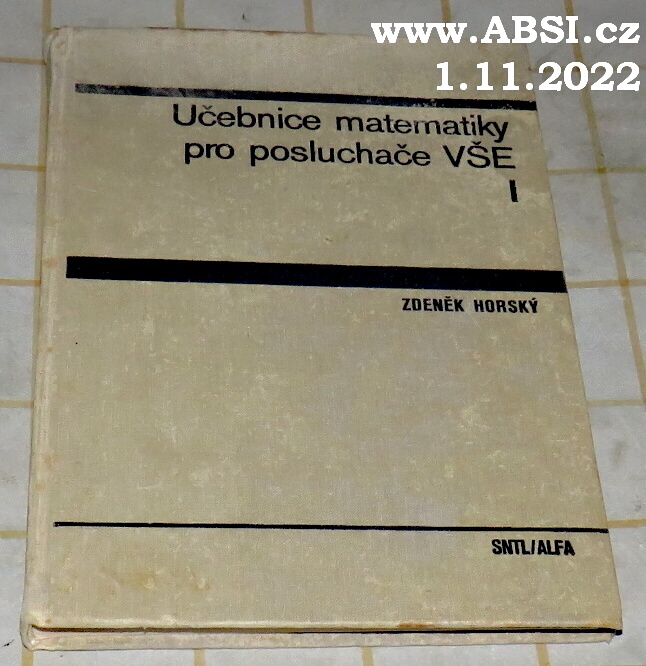 www.ABSI.cz
1.11.2022
Učebnice matematiky
pro posluchače VŠE
I
ZDENĚK HORSKÝ
SNTL/ALFA